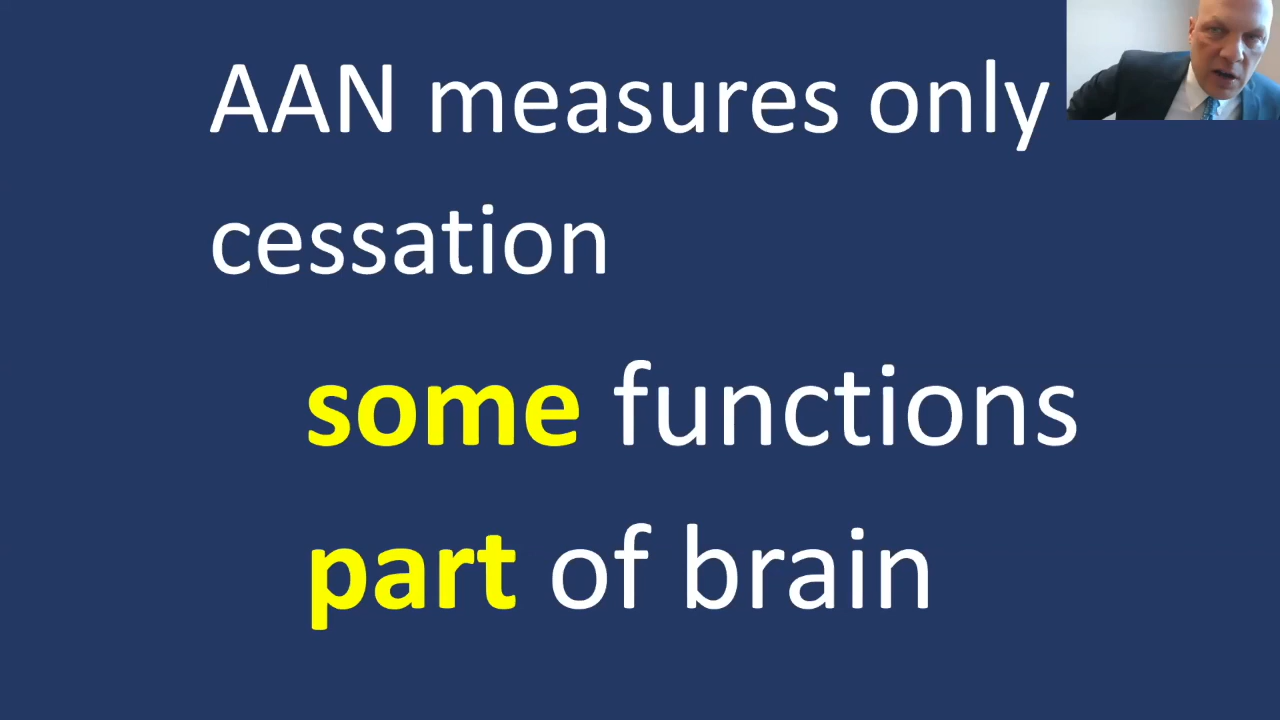 AAN measures only
cessation
some functions
part of brain